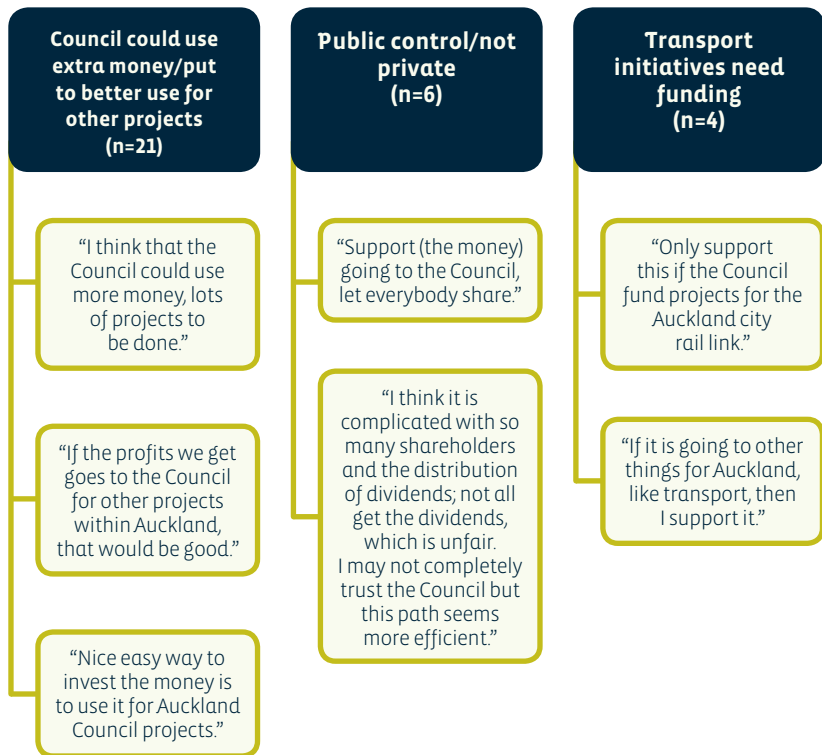 Council could use
extra money/put
to better use for
other projects
(n=21)
“I think that the
Council could use
more money, lots
of projects to
be done.”
“If the profits we get
goes to the Council
for other projects
within Auckland,
that would be good.”
“Nice easy way to
invest the money is
to use it for Auckland
Council projects.”
Public control/not
private
(n=6)
“Support (the money)
going to the Council,
let everybody share.”
“I think it is
complicated with so
many shareholders
and the distribution
of dividends; not all
get the dividends,
which is unfair.
I may not completely
trust the Council but
this path seems
more efficient.”
Transport
initiatives need
funding
(n=4)
“Only support
this if the Council
fund projects for the
Auckland city
rail link.”
“If it is going to other
things for Auckland,
like transport, then
I support it.”